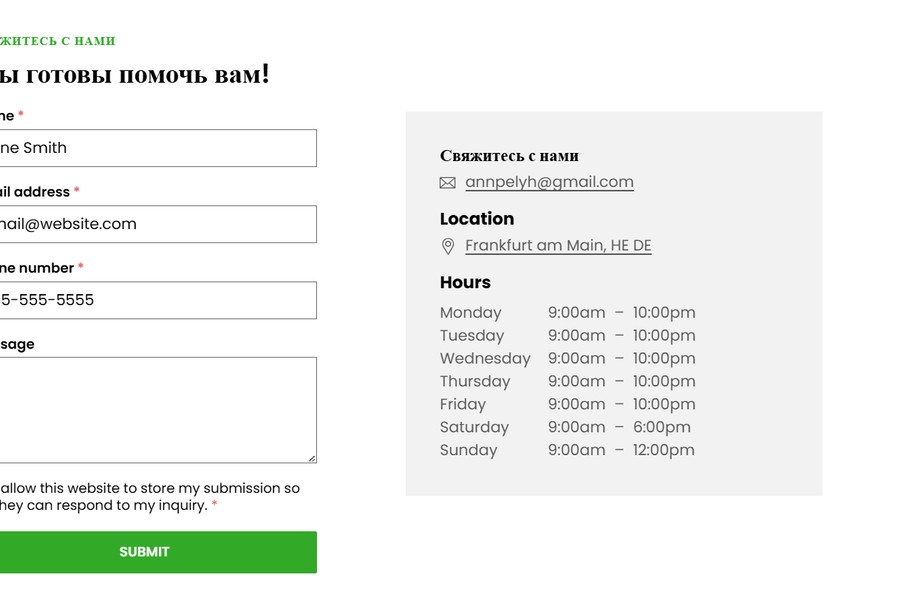 ЖИТЕСЬ С НАМИ
ы готовы помочь вам!
ne *
ne Smith
ail address *
nail@website.com
ne number *
5-555-5555
sage
allow this website to store my submission so
hey can respond to my inquiry. *
SUBMIT
Свяжитесь с нами
annpelyh@gmail.com
Location
Frankfurt am Main, HE DE
Hours
Monday 9:00am – 10:00pm
Tuesday 9:00am – 10:00pm
Wednesday 9:00am – 10:00pm
Thursday 9:00am – 10:00pm
Friday 9:00am – 10:00pm
Saturday 9:00am – 6:00pm
Sunday 9:00am – 12:00pm